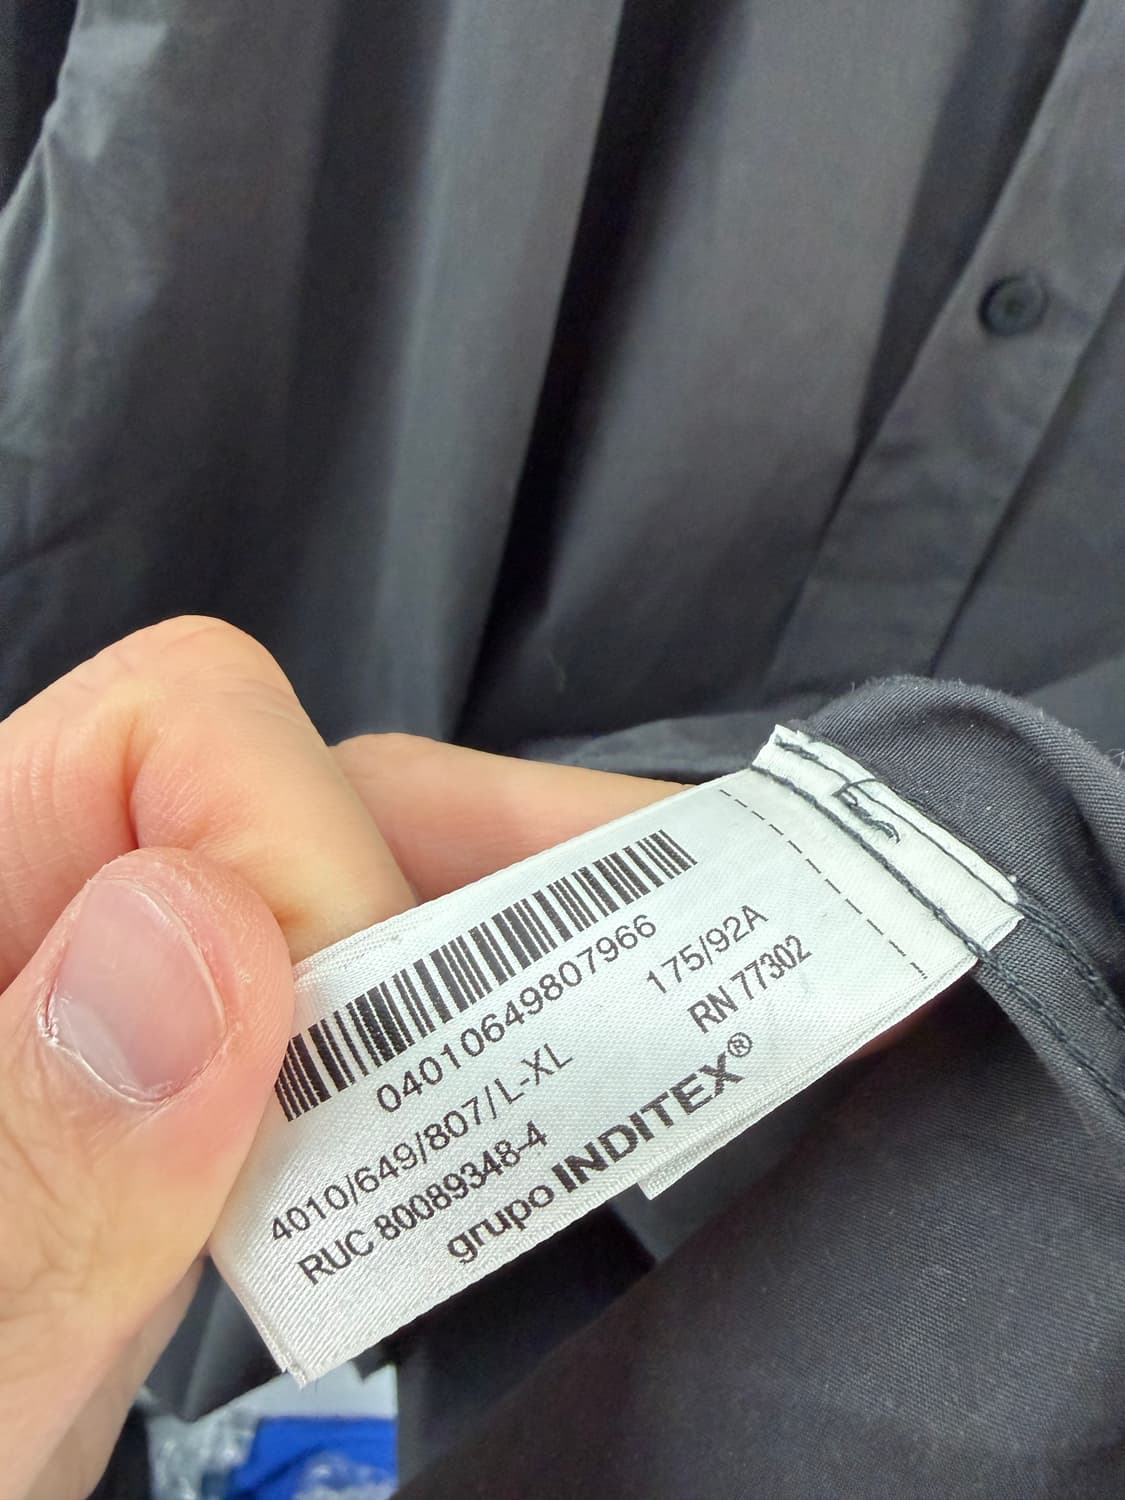 04010649807966
4010/649/807/L-XL 175/92A
RUC 80089348-4 RN 77302
grupo INDITEX®